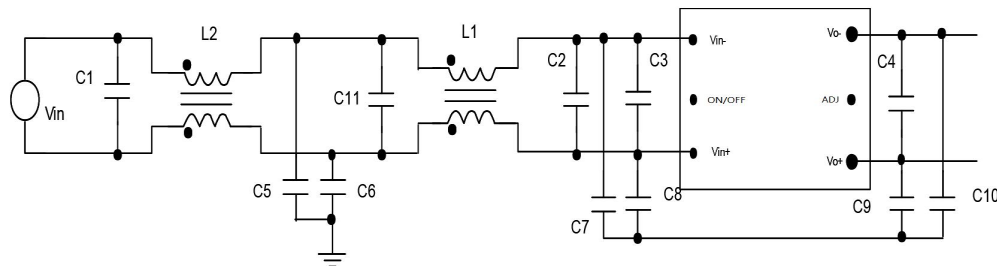 L2
L1
Vin-
Vo-
C1
C2
C3
C4
Vin
C11
ON/OFF
ADJ
Vin+
Vo+
C5
C6
C7
C8
C9
C10